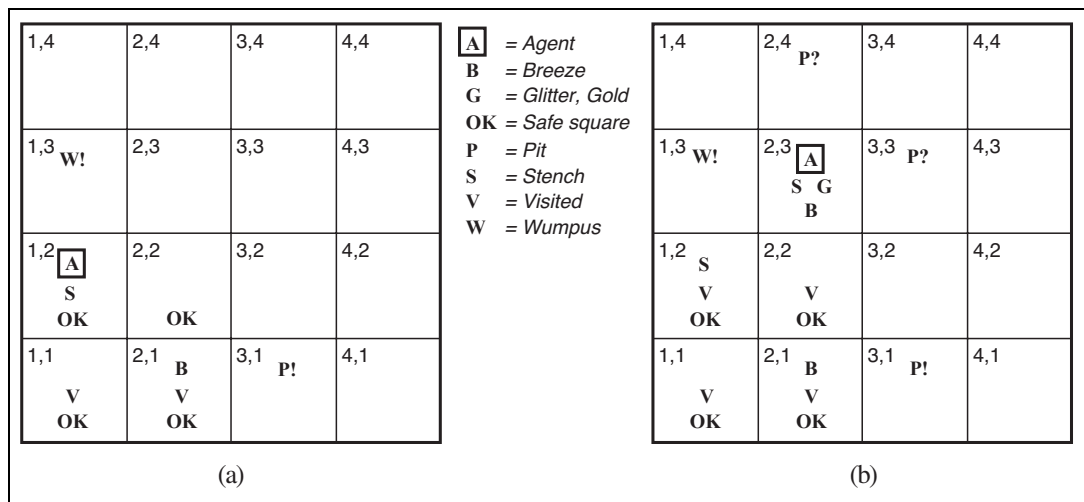 1,4 2,4 3,4 4,4
1,3 W! 2,3 3,3 4,3
1,2 A 2,2 3,2 4,2
S
OK OK
1,1 2,1 B 3,1 P! 4,1
V V
OK OK
(a)
A = Agent
B = Breeze
G = Glitter, Gold
OK = Safe square
P = Pit
S = Stench
V = Visited
W = Wumpus
1,4 2,4 P? 3,4 4,4
1,3 W! 2,3 A 3,3 P? 4,3
S G
B
1,2 S 2,2 3,2 4,2
V V
OK OK
1,1 2,1 B 3,1 P! 4,1
V V
OK OK
(b)